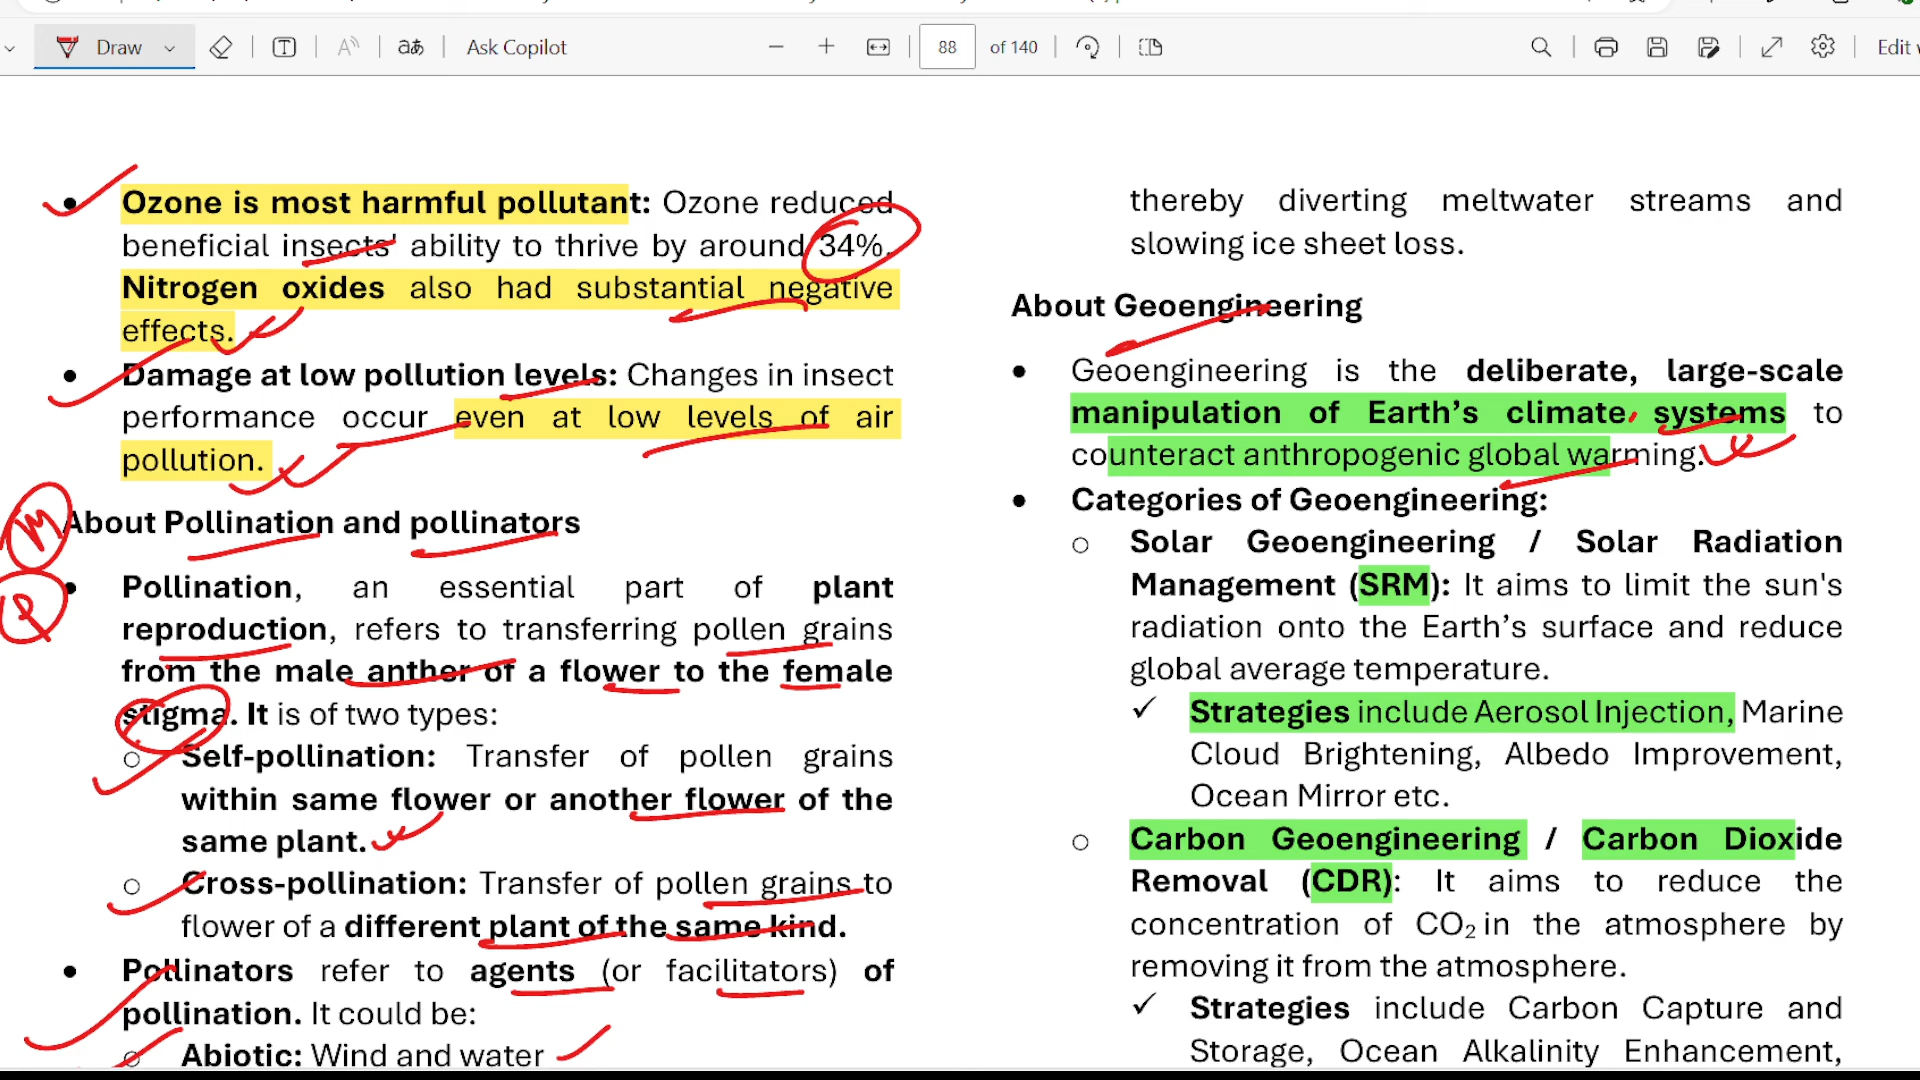 Draw
Ask Copilot
88 of 140
Edit
Ozone is most harmful pollutant: Ozone reduced
beneficial insects' ability to thrive by around 34%.
Nitrogen oxides also had substantial negative
effects.
Damage at low pollution levels: Changes in insect
performance occur even at low levels of air
pollution.
About Pollination and pollinators
Pollination, an essential part of plant
reproduction, refers to transferring pollen grains
from the male anther of a flower to the female
stigma. It is of two types:
Self-pollination: Transfer of pollen grains
within same flower or another flower of the
same plant.
Cross-pollination: Transfer of pollen grains to
flower of a different plant of the same kind.
Pollinators refer to agents (or facilitators) of
pollination. It could be:
Abiotic: Wind and water
thereby diverting meltwater streams and
slowing ice sheet loss.
About Geoengineering
Geoengineering is the deliberate, large-scale
manipulation of Earth’s climate systems to
counteract anthropogenic global warming.
Categories of Geoengineering:
Solar Geoengineering / Solar Radiation
Management (SRM): It aims to limit the sun's
radiation onto the Earth’s surface and reduce
global average temperature.
Strategies include Aerosol Injection, Marine
Cloud Brightening, Albedo Improvement,
Ocean Mirror etc.
Carbon Geoengineering / Carbon Dioxide
Removal (CDR): It aims to reduce the
concentration of CO₂ in the atmosphere by
removing it from the atmosphere.
Strategies include Carbon Capture and
Storage, Ocean Alkalinity Enhancement,